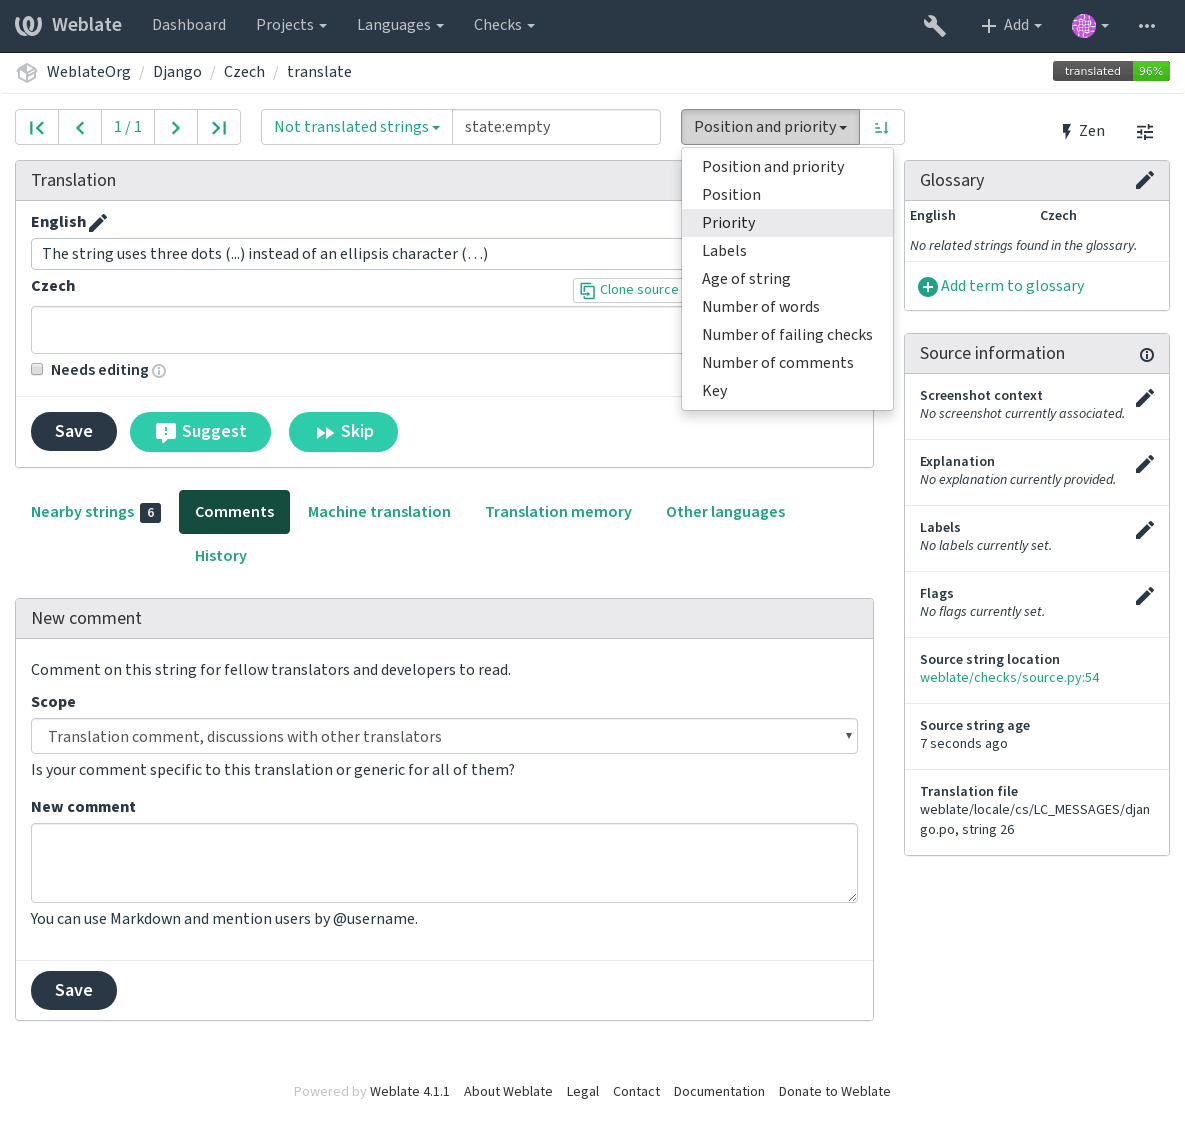 Weblate Dashboard Projects Languages Checks Add
WeblateOrg / Django / Czech / translate translated 96%
1 / 1 Not translated strings state:empty Position and priority Zen
Position and priority
Position
Priority
Labels
Age of string
Number of words
Number of failing checks
Number of comments
Key
Translation
English
The string uses three dots (...) instead of an ellipsis character (…)
Czech Clone source
Needs editing
Save Suggest Skip
Nearby strings 6 Comments Machine translation Translation memory Other languages
History
New comment
Comment on this string for fellow translators and developers to read.
Scope
Translation comment, discussions with other translators
Is your comment specific to this translation or generic for all of them?
New comment
You can use Markdown and mention users by @username.
Save
Glossary
English Czech
No related strings found in the glossary.
Add term to glossary
Source information
Screenshot context
No screenshot currently associated.
Explanation
No explanation currently provided.
Labels
No labels currently set.
Flags
No flags currently set.
Source string location
weblate/checks/source.py:54
Source string age
7 seconds ago
Translation file
weblate/locale/cs/LC_MESSAGES/djan
go.po, string 26
Powered by Weblate 4.1.1 About Weblate Legal Contact Documentation Donate to Weblate